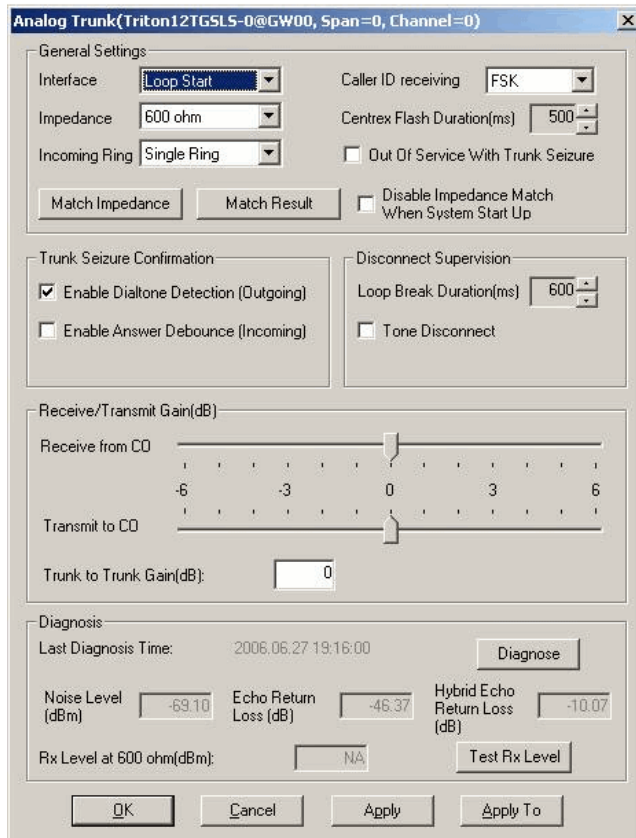 Analog Trunk(Triton12TGSLS-0@GW00, Span=0, Channel=0)
General Settings
Interface Loop Start Caller ID receiving FSK
Impedance 600 ohm Centrex Flash Duration(ms) 500
Incoming Ring Single Ring Out Of Service With Trunk Seizure
Match Impedance Match Result Disable Impedance Match
When System Start Up
Trunk Seizure Confirmation Disconnect Supervision
Enable Dialtone Detection (Outgoing) Loop Break Duration(ms) 600
Enable Answer Debounce (Incoming) Tone Disconnect
Receive/Transmit Gain(dB)
Receive from CO
-6 -3 0 3 6
Transmit to CO
Trunk to Trunk Gain(dB): 0
Diagnosis
Last Diagnosis Time: 2006.06.27 19:16:00 Diagnose
Noise Level
(dBm) -69.10 Echo Return
Loss (dB) -46.37 Hybrid Echo
Return Loss
(dB) -10.07
Rx Level at 600 ohm(dBm): NA Test Rx Level
OK Cancel Apply Apply To